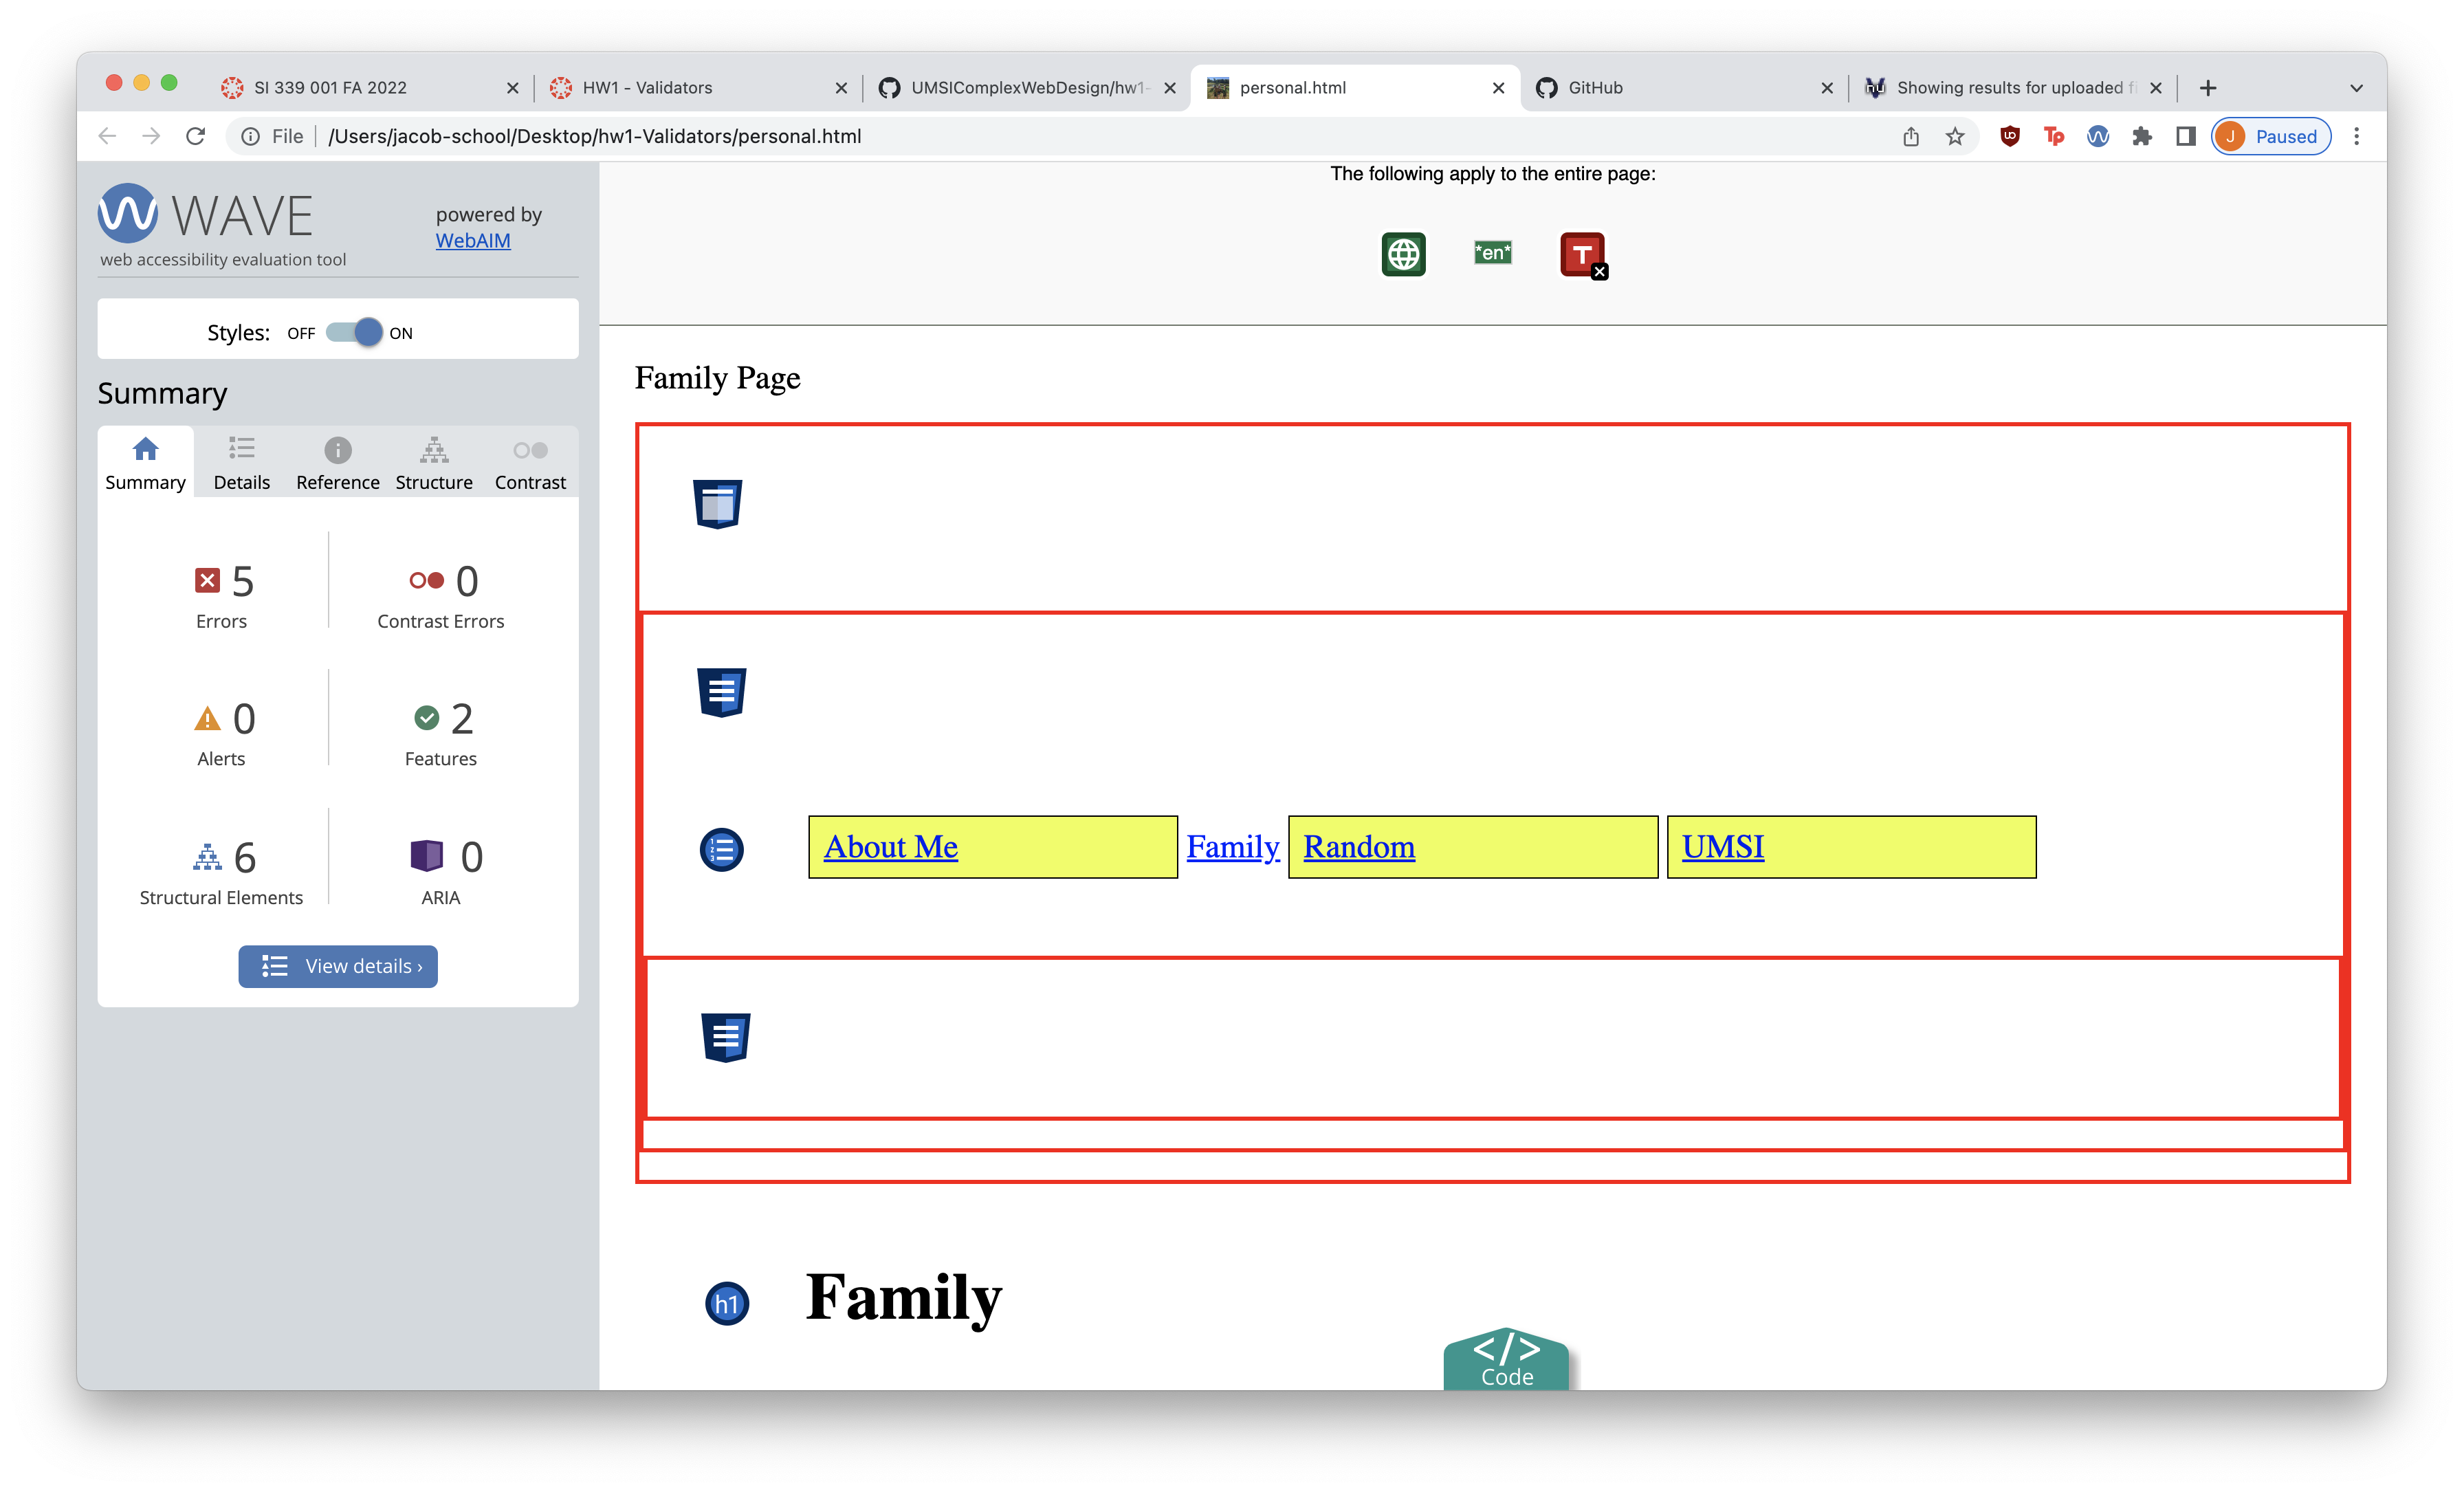 SI 339 001 FA 2022
HW1 - Validators
UMSIComplexWebDesign/hw1-
personal.html
GitHub
Showing results for uploaded fi
File
/Users/jacob-school/Desktop/hw1-Validators/personal.html
Tp
J
Paused
WAVE
powered by
WebAIM
web accessibility evaluation tool
Styles:
OFF
ON
Summary
Summary
Details
Reference
Structure
Contrast
5
Errors
0
Contrast Errors
0
Alerts
2
Features
6
Structural Elements
0
ARIA
View details ›
The following apply to the entire page:
*en*
T
Family Page
About Me
Family
Random
UMSI
h1
Family
</>
Code